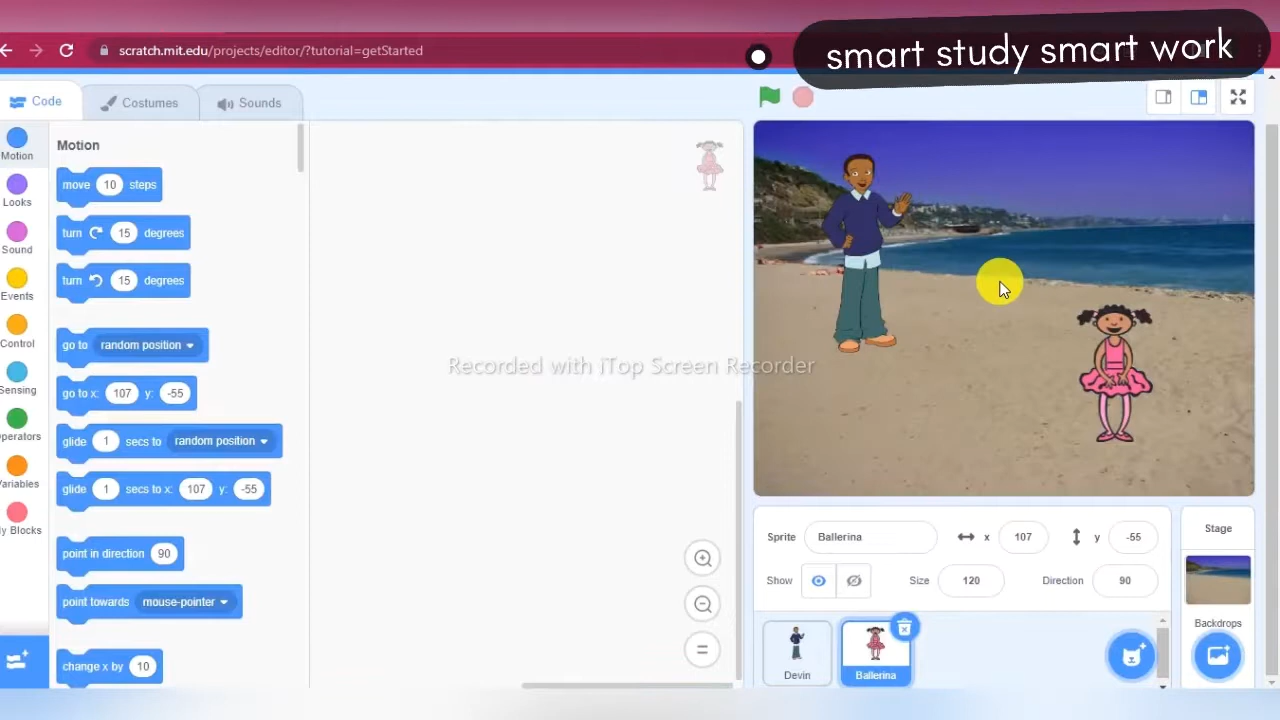 smart study smart work
scratch.mit.edu/projects/editor/?tutorial=getStarted
Code
Costumes
Sounds
Motion
Looks
Sound
Events
Control
Sensing
Operators
Variables
My Blocks
Motion
move 10 steps
turn 15 degrees
turn 15 degrees
go to random position
go to x: 107 y: -55
glide 1 secs to random position
glide 1 secs to x: 107 y: -55
point in direction 90
point towards mouse-pointer
change x by 10
Recorded with iTop Screen Recorder
Sprite Ballerina x 107 y -55
Show Size 120 Direction 90
Devin
Ballerina
Stage
Backdrops